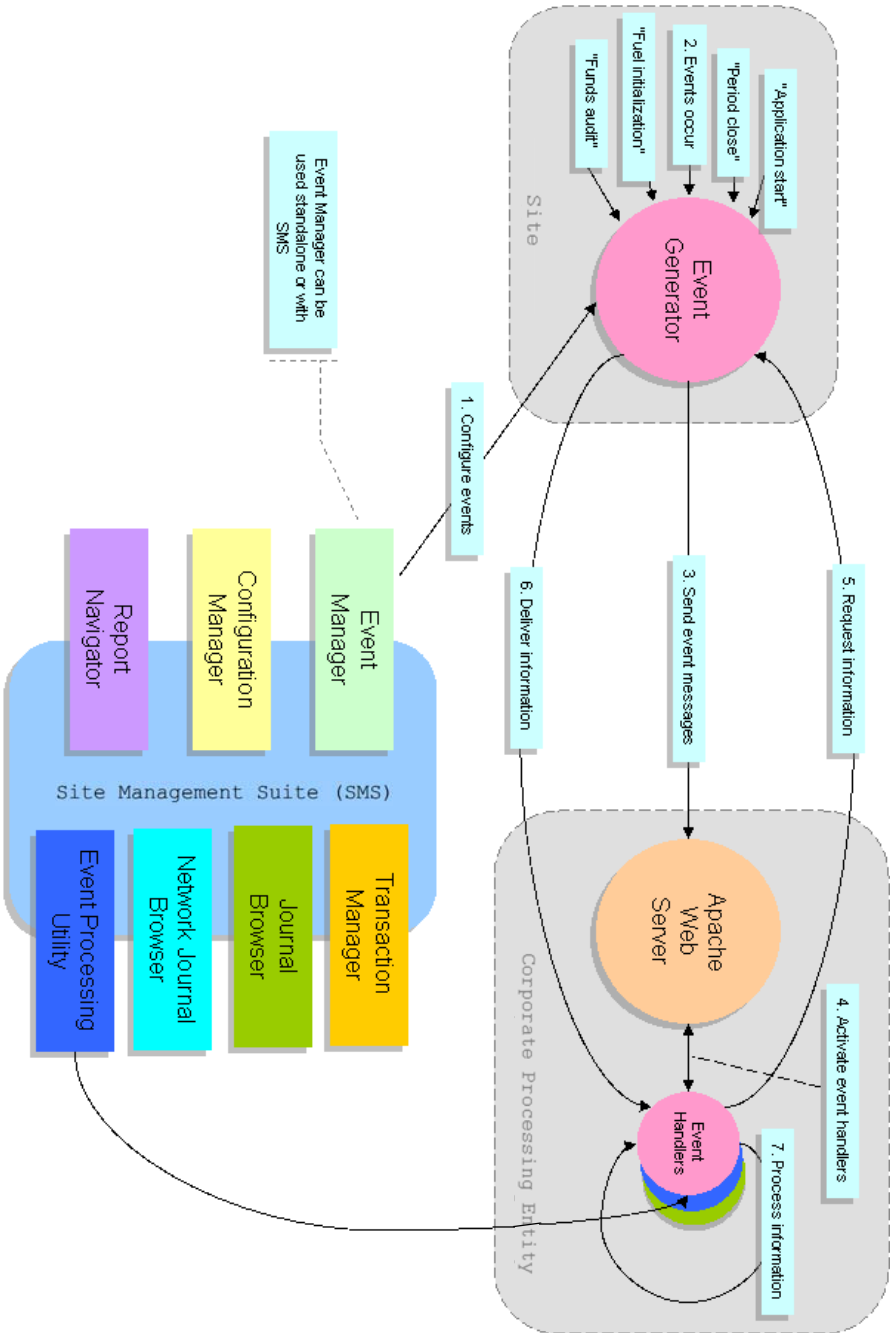 "Application start"
"Period close"
2. Events occur
"Fuel initialization"
"Funds audit"
Event
Generator
Site
5. Request information
3. Send event messages
6. Deliver information
1. Configure events
4. Activate event handlers
Apache
Web
Server
Event
Handlers
7. Process information
Corporate Processing Entity
Event Manager can be
used standalone or with
SMS
Event
Manager
Configuration
Manager
Report
Navigator
Site Management Suite (SMS)
Transaction
Manager
Journal
Browser
Network Journal
Browser
Event Processing
Utility